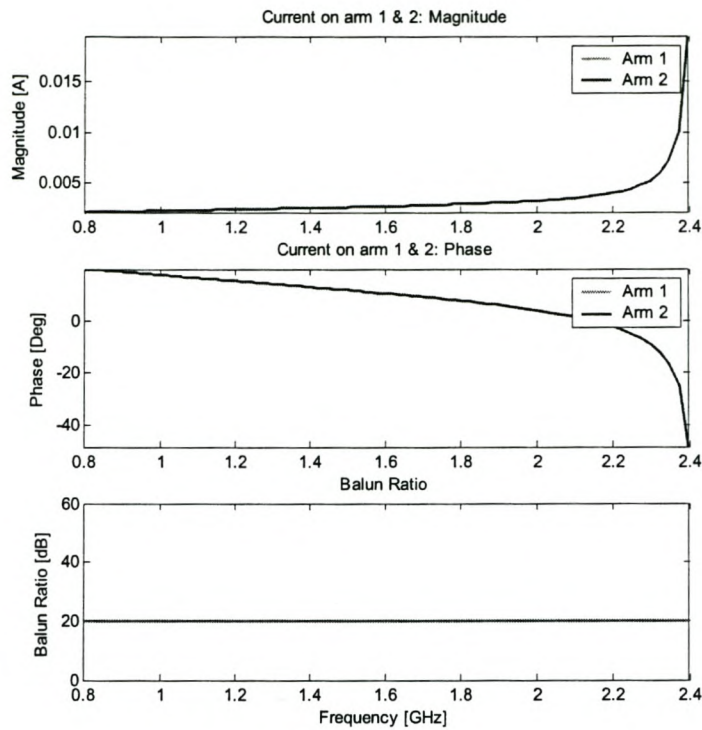 Current on arm 1 & 2: Magnitude
Magnitude [A]
0.015
0.01
0.005
Arm 1
Arm 2
0.8 1 1.2 1.4 1.6 1.8 2 2.2 2.4
Current on arm 1 & 2: Phase
Phase [Deg]
0
-20
-40
Arm 1
Arm 2
0.8 1 1.2 1.4 1.6 1.8 2 2.2 2.4
Balun Ratio
Balun Ratio [dB]
60
40
20
0
0.8 1 1.2 1.4 1.6 1.8 2 2.2 2.4
Frequency [GHz]